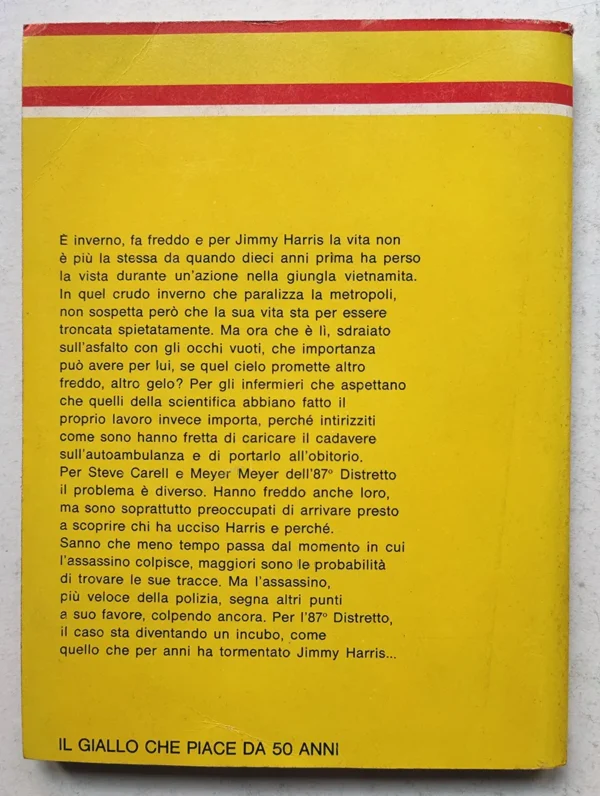 È inverno, fa freddo e per Jimmy Harris la vita non
è più la stessa da quando dieci anni prima ha perso
la vista durante un'azione nella giungla vietnamita.
In quel crudo inverno che paralizza la metropoli,
non sospetta però che la sua vita sta per essere
troncata spietatamente. Ma ora che è lì, sdraiato
sull'asfalto con gli occhi vuoti, che importanza
può avere per lui, se quel cielo promette altro
freddo, altro gelo? Per gli infermieri che aspettano
che quelli della scientifica abbiano fatto il
proprio lavoro invece importa, perché intirizziti
come sono hanno fretta di caricare il cadavere
sull'autoambulanza e di portarlo all'obitorio.
Per Steve Carell e Meyer Meyer dell'87º Distretto
il problema è diverso. Hanno freddo anche loro,
ma sono soprattutto preoccupati di arrivare presto
a scoprire chi ha ucciso Harris e perché.
Sanno che meno tempo passa dal momento in cui
l'assassino colpisce, maggiori sono le probabilità
di trovare le sue tracce. Ma l'assassino,
più veloce della polizia, segna altri punti
a suo favore, colpendo ancora. Per l'87º Distretto,
il caso sta diventando un incubo, come
quello che per anni ha tormentato Jimmy Harris...
IL GIALLO CHE PIACE DA 50 ANNI